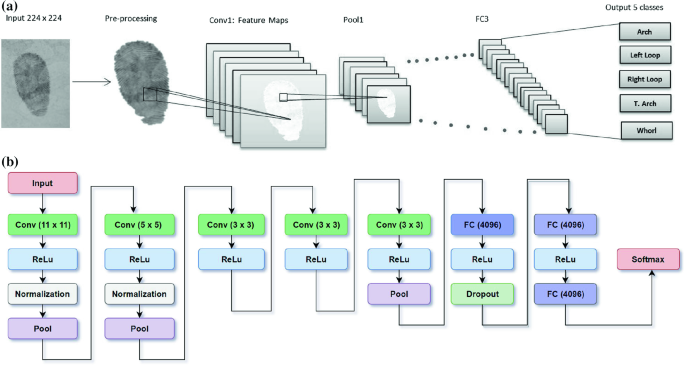 (a)
Input 224 x 224
Pre-processing
Conv1: Feature Maps
Pool1
FC3
Output 5 classes
Arch
Left Loop
Right Loop
T. Arch
Whorl
(b)
Input
Conv (11 x 11)
Conv (5 x 5)
Conv (3 x 3)
Conv (3 x 3)
Conv (3 x 3)
FC (4096)
FC (4096)
ReLu
ReLu
ReLu
ReLu
ReLu
ReLu
ReLu
Softmax
Normalization
Normalization
Pool
Dropout
FC (4096)
Pool
Pool